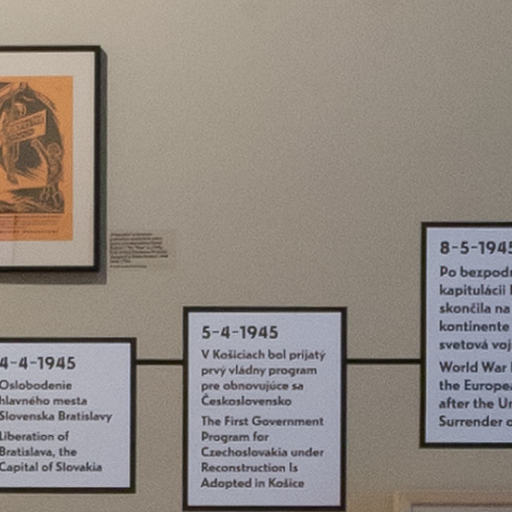 4-4-1945
Oslobodenie
hlavného mesta
Slovenska Bratislavy
Liberation of
Bratislava, the
Capital of Slovakia
5-4-1945
V Košiciach bol prijatý
prvý vládny program
pre obnovujúce sa
Československo
The First Government
Program for
Czechoslovakia under
Reconstruction Is
Adopted in Košice
8-5-1945
Po bezpod
kapitulácii
skončila na
kontinente
svetová voj
World War
the Europe
after the Un
Surrender o